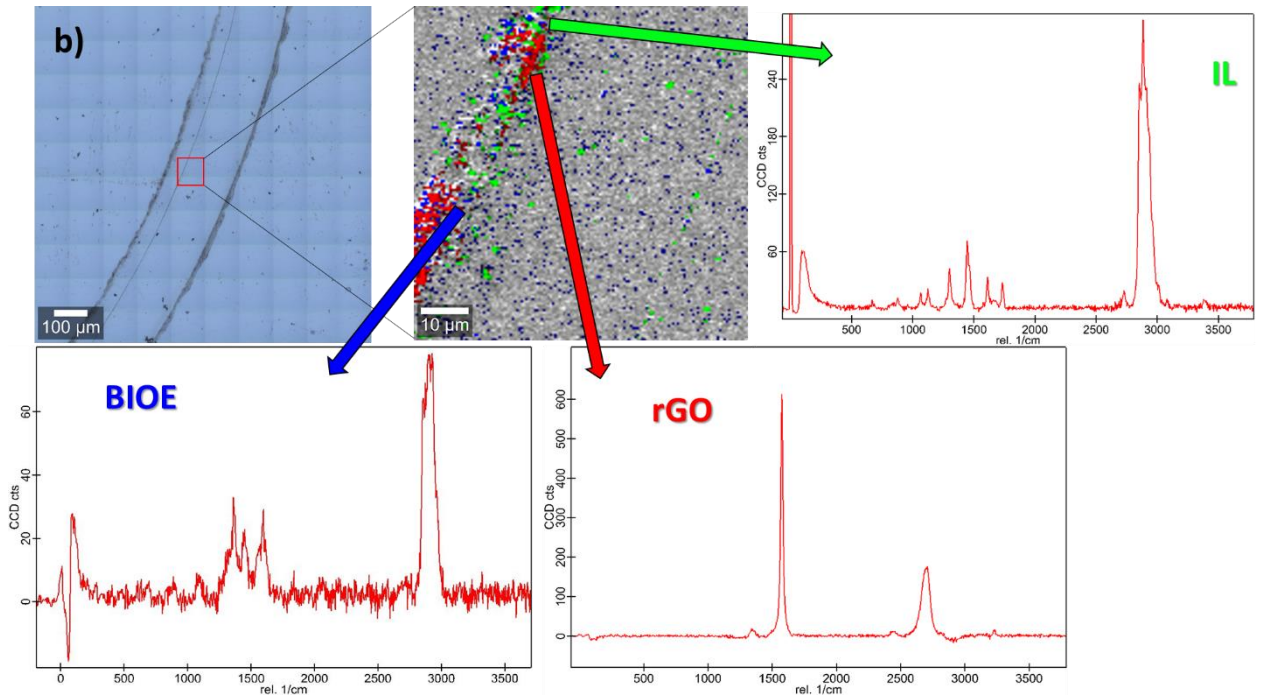 b)
100 µm
10 µm
IL
CCD cts
240
180
120
60
500 1000 1500 2000 2500 3000 3500
rel. 1/cm
BIOE
CCD cts
60
40
20
0
0 500 1000 1500 2000 2500 3000 3500
rel. 1/cm
rGO
CCD cts
600
500
400
300
200
100
0
500 1000 1500 2000 2500 3000 3500
rel. 1/cm